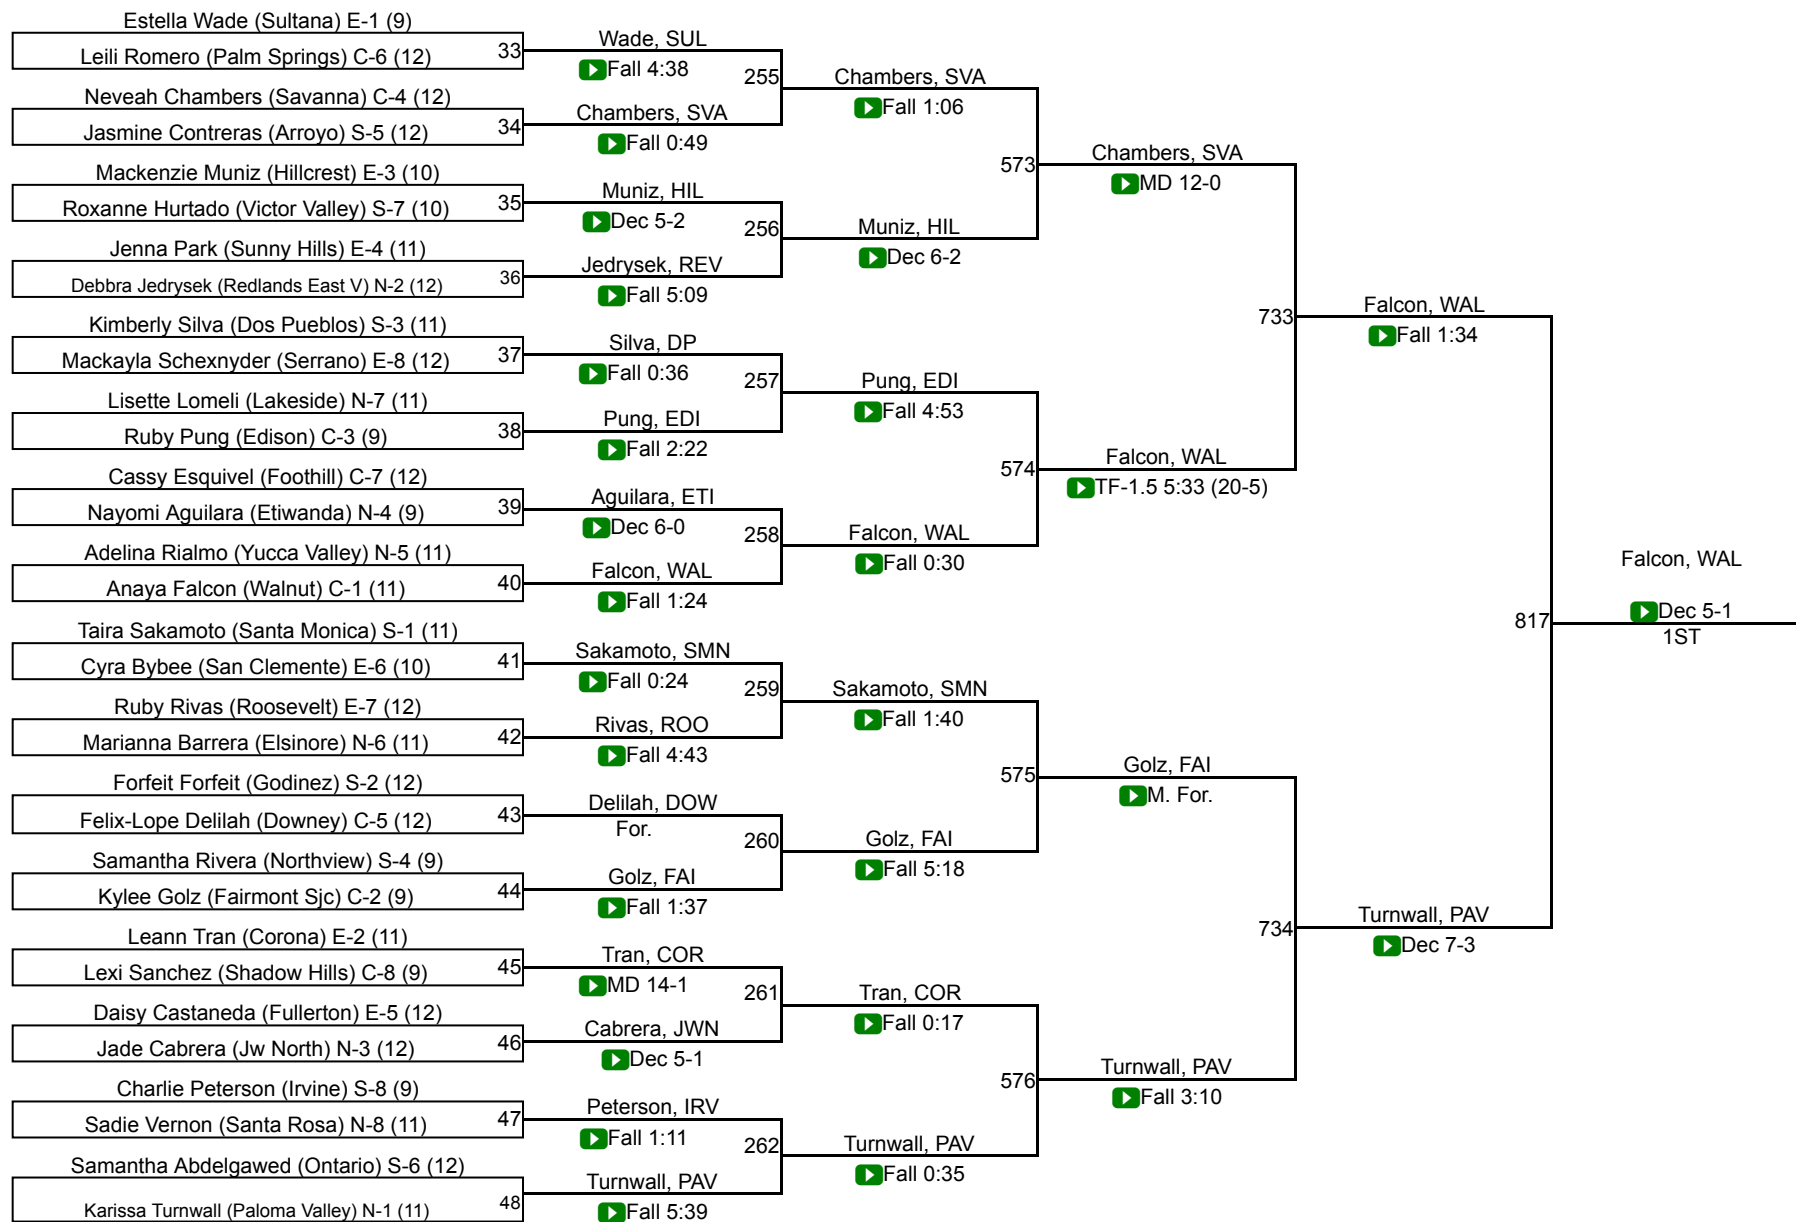 Estella Wade (Sultana) E-1 (9)
Leili Romero (Palm Springs) C-6 (12)
33
Neveah Chambers (Savanna) C-4 (12)
Jasmine Contreras (Arroyo) S-5 (12)
34
Mackenzie Muniz (Hillcrest) E-3 (10)
Roxanne Hurtado (Victor Valley) S-7 (10)
35
Jenna Park (Sunny Hills) E-4 (11)
Debbra Jedrysek (Redlands East V) N-2 (12)
36
Kimberly Silva (Dos Pueblos) S-3 (11)
Mackayla Schexnyder (Serrano) E-8 (12)
37
Lisette Lomeli (Lakeside) N-7 (11)
Ruby Pung (Edison) C-3 (9)
38
Cassy Esquivel (Foothill) C-7 (12)
Nayomi Aguilara (Etiwanda) N-4 (9)
39
Adelina Rialmo (Yucca Valley) N-5 (11)
Anaya Falcon (Walnut) C-1 (11)
40
Taira Sakamoto (Santa Monica) S-1 (11)
Cyra Bybee (San Clemente) E-6 (10)
41
Ruby Rivas (Roosevelt) E-7 (12)
Marianna Barrera (Elsinore) N-6 (11)
42
Forfeit Forfeit (Godinez) S-2 (12)
Felix-Lope Delilah (Downey) C-5 (12)
43
Samantha Rivera (Northview) S-4 (9)
Kylee Golz (Fairmont Sjc) C-2 (9)
44
Leann Tran (Corona) E-2 (11)
Lexi Sanchez (Shadow Hills) C-8 (9)
45
Daisy Castaneda (Fullerton) E-5 (12)
Jade Cabrera (Jw North) N-3 (12)
46
Charlie Peterson (Irvine) S-8 (9)
Sadie Vernon (Santa Rosa) N-8 (11)
47
Samantha Abdelgawed (Ontario) S-6 (12)
Karissa Turnwall (Paloma Valley) N-1 (11)
48
Wade, SUL
Fall 4:38
255
Chambers, SVA
Fall 0:49
Muniz, HIL
Dec 5-2
256
Jedrysek, REV
Fall 5:09
Silva, DP
Fall 0:36
257
Pung, EDI
Fall 2:22
Aguilara, ETI
Dec 6-0
258
Falcon, WAL
Fall 1:24
Sakamoto, SMN
Fall 0:24
259
Rivas, ROO
Fall 4:43
Delilah, DOW
For.
260
Golz, FAI
Fall 1:37
Tran, COR
MD 14-1
261
Cabrera, JWN
Dec 5-1
Peterson, IRV
Fall 1:11
262
Turnwall, PAV
Fall 5:39
Chambers, SVA
Fall 1:06
573
Muniz, HIL
Dec 6-2
Pung, EDI
Fall 4:53
574
Falcon, WAL
Fall 0:30
Sakamoto, SMN
Fall 1:40
575
Golz, FAI
Fall 5:18
Tran, COR
Fall 0:17
576
Turnwall, PAV
Fall 0:35
Chambers, SVA
MD 12-0
733
Falcon, WAL
TF-1.5 5:33 (20-5)
Golz, FAI
M. For.
734
Turnwall, PAV
Fall 3:10
Falcon, WAL
Fall 1:34
817
Turnwall, PAV
Dec 7-3
Falcon, WAL
Dec 5-1
1ST